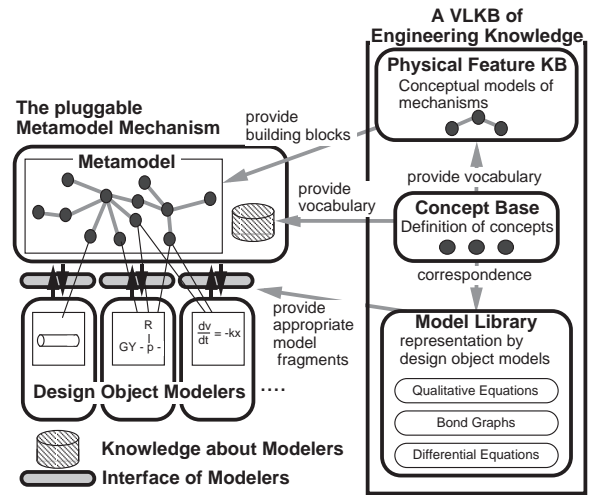 A VLKB of
Engineering Knowledge
Physical Feature KB
Conceptual models of
mechanisms
The pluggable
Metamodel Mechanism
provide
building blocks
Metamodel
provide
vocabulary
provide vocabulary
Concept Base
Definition of concepts
correspondence
provide
appropriate
model
fragments
Model Library
representation by
design object models
Qualitative Equations
Bond Graphs
Differential Equations
R
I
GY - p -
dv
dt = -kx
Design Object Modelers ....
Knowledge about Modelers
Interface of Modelers